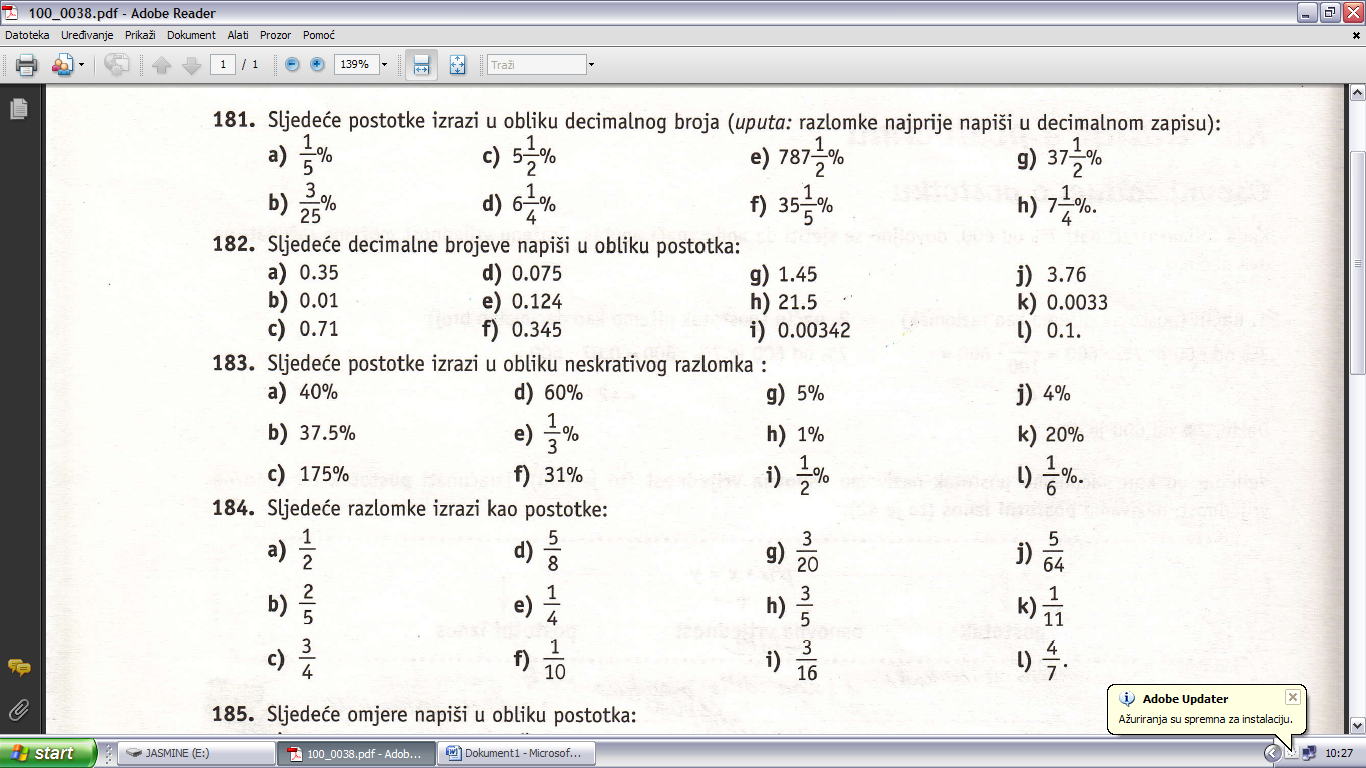 100_0038.pdf - Adobe Reader
Datoteka Uređivanje Prikaži Dokument Alati Prozor Pomoć
1 / 1 139% Traži
181. Sljedeće postotke izrazi u obliku decimalnog broja (uputa: razlomke najprije napiši u decimalnom zapisu):
a) 1/5% c) 5 1/2% e) 787 1/2% g) 37 1/2%
b) 3/25% d) 6 1/4% f) 35 1/5% h) 7 1/4%.
182. Sljedeće decimalne brojeve napiši u obliku postotka:
a) 0.35 d) 0.075 g) 1.45 j) 3.76
b) 0.01 e) 0.124 h) 21.5 k) 0.0033
c) 0.71 f) 0.345 i) 0.00342 l) 0.1.
183. Sljedeće postotke izrazi u obliku neskrativog razlomka :
a) 40% d) 60% g) 5% j) 4%
b) 37.5% e) 1/3% h) 1% k) 20%
c) 175% f) 31% i) 1/2% l) 1/6%.
184. Sljedeće razlomke izrazi kao postotke:
a) 1/2 d) 5/8 g) 3/20 j) 5/64
b) 2/5 e) 1/4 h) 3/5 k) 1/11
c) 3/4 f) 1/10 i) 3/16 l) 4/7.
185. Sljedeće omjere napiši u obliku postotka:
Adobe Updater
Ažuriranja su spremna za instalaciju.
start JASMINE (E:) 100_0038.pdf - Adob... Dokument1 - Microsof... 10:27